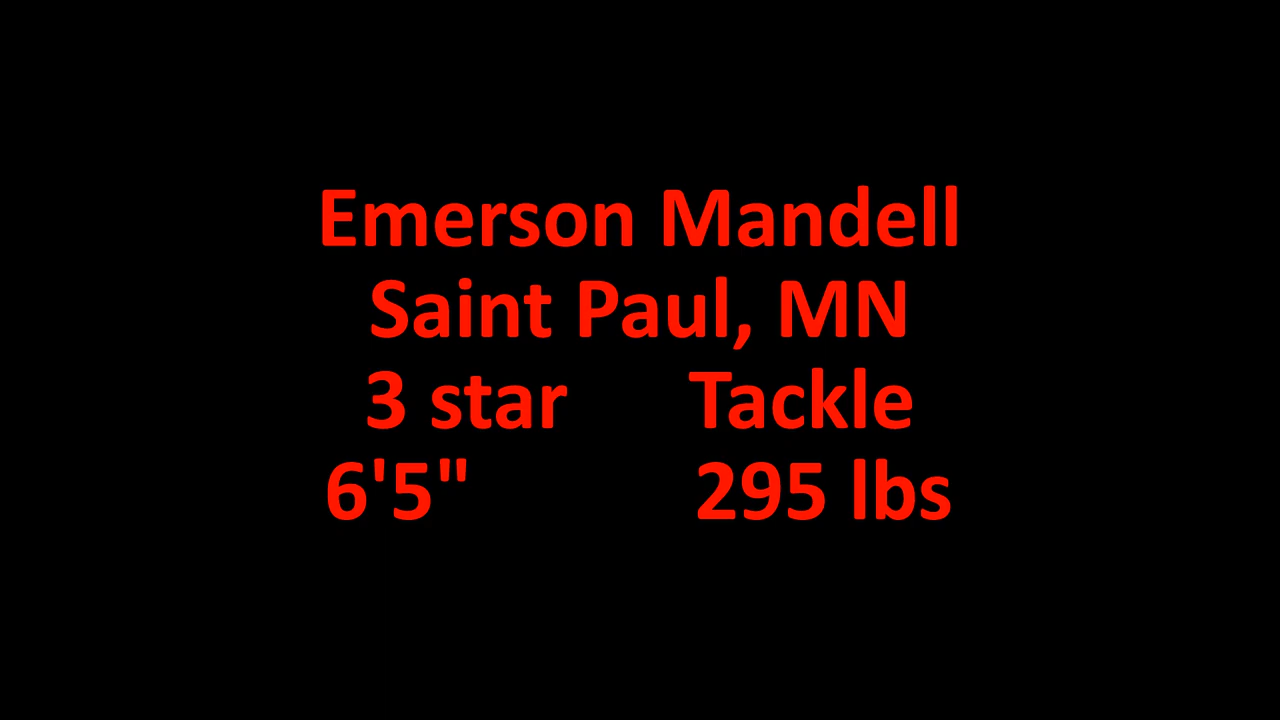 Emerson Mandell
Saint Paul, MN
3 star Tackle
6'5" 295 lbs